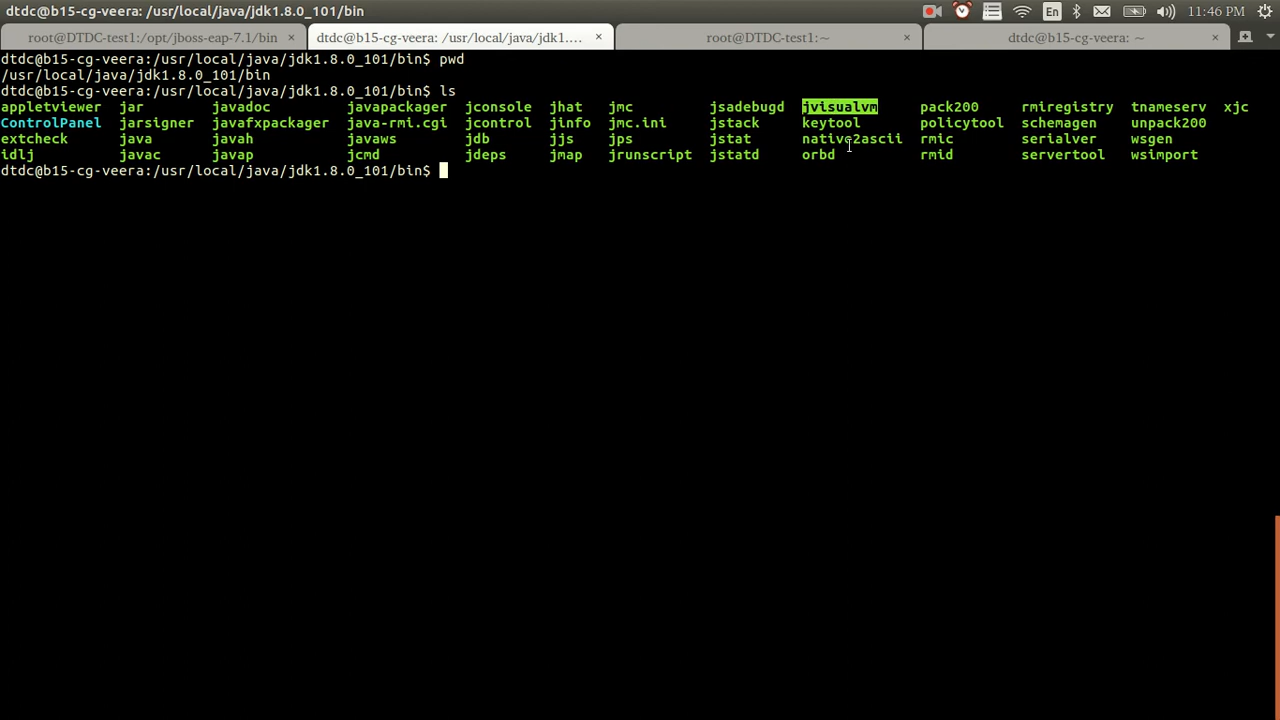 dtdc@b15-cg-veera: /usr/local/java/jdk1.8.0_101/bin En 11:46 PM
root@DTDC-test1:/opt/jboss-eap-7.1/bin × dtdc@b15-cg-veera: /usr/local/java/jdk1.... × root@DTDC-test1:~ × dtdc@b15-cg-veera: ~ ×
dtdc@b15-cg-veera:/usr/local/java/jdk1.8.0_101/bin$ pwd
/usr/local/java/jdk1.8.0_101/bin
dtdc@b15-cg-veera:/usr/local/java/jdk1.8.0_101/bin$ ls
appletviewer jar javadoc javapackager jconsole jhat jmc jsadebugd jvisualvm pack200 rmiregistry tnameserv xjc
ControlPanel jarsigner javafxpackager java-rmi.cgi jcontrol jinfo jmc.ini jstack keytool policytool schemagen unpack200
extcheck java javah javaws jdb jjs jps jstat native2ascii rmic serialver wsgen
idlj javac javap jcmd jdeps jmap jrunscript jstatd orbd rmid servertool wsimport
dtdc@b15-cg-veera:/usr/local/java/jdk1.8.0_101/bin$